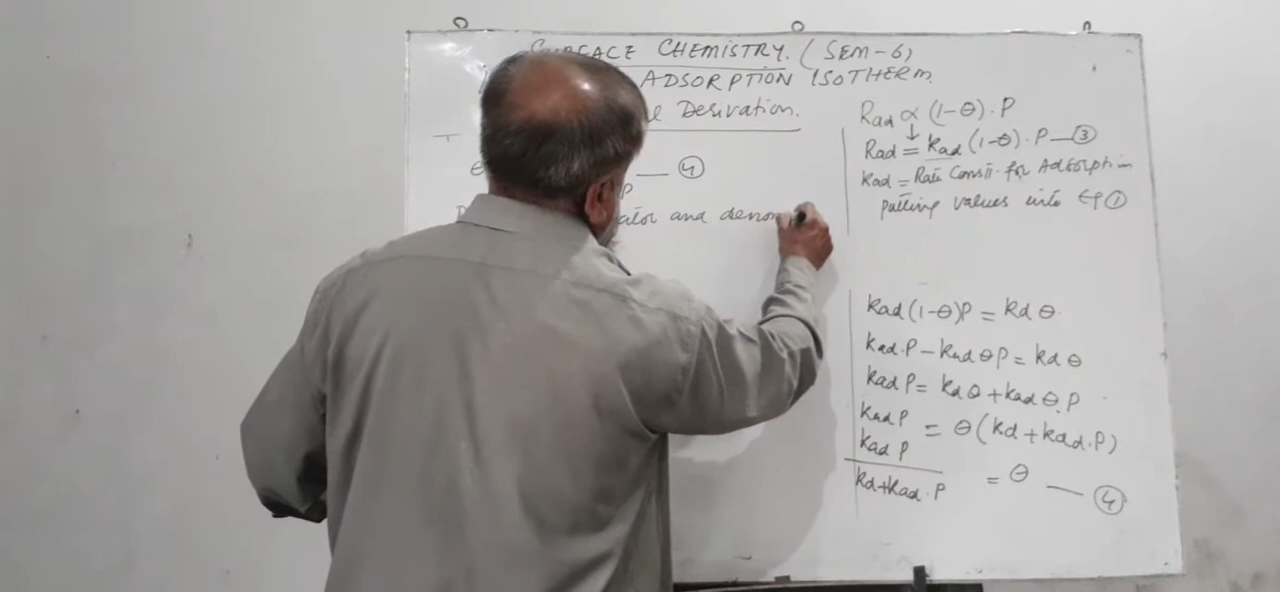 SURFACE CHEMISTRY. (SEM-6)
ADSORPTION ISOTHERM.
Derivation.
θ — ④
P
ator and denom
Rad ∝ (1-θ).P
↓
Rad = kad (1-θ).P — ③
kad = Rate Constt. for Adsorption
putting values into eq ①
kad(1-θ)P = kd θ
kad.P - kad θP = kd θ
kad P = kd θ + kad θ.P
kad P = θ(kd + kad.P)
kad P
kd+kad.P = θ — ④